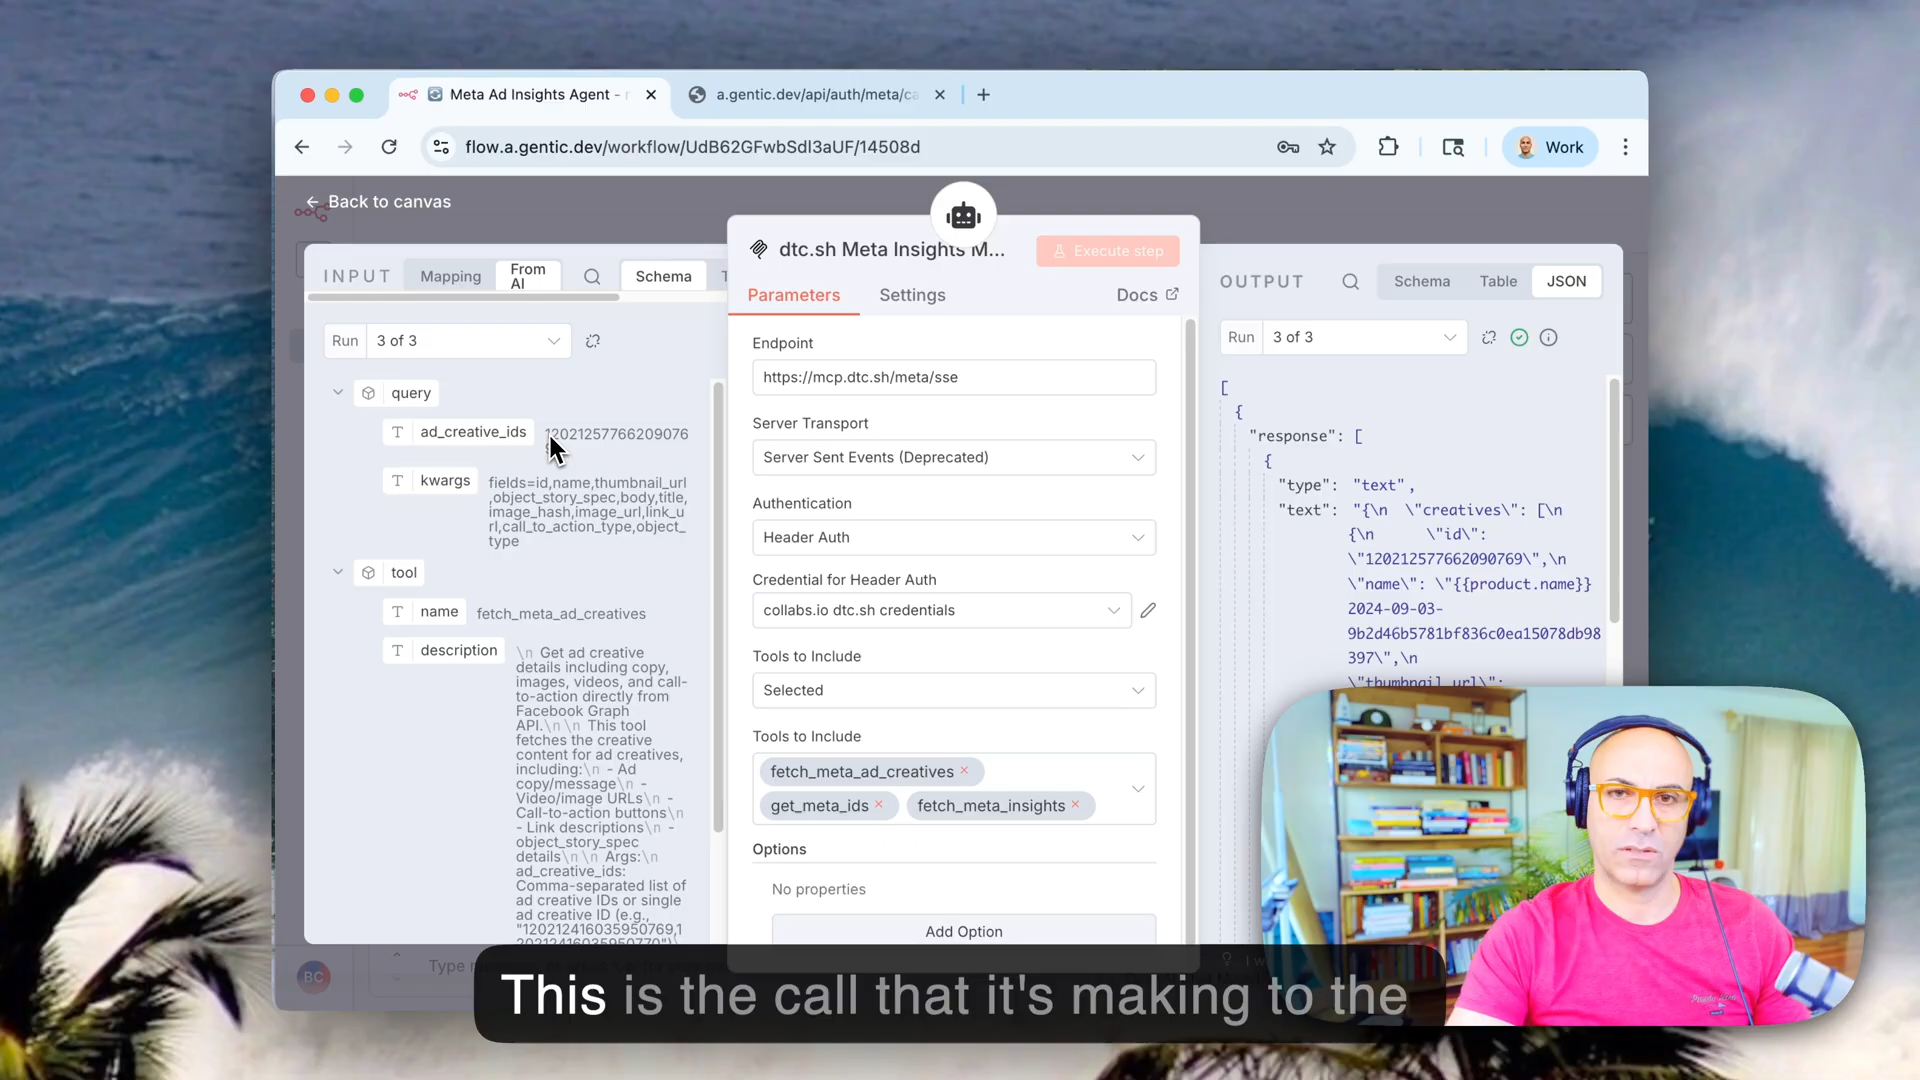 Meta Ad Insights Agent - n
a.gentic.dev/api/auth/meta/ca
flow.a.gentic.dev/workflow/UdB62GFwbSdl3aUF/14508d
Work
Back to canvas
INPUT
Mapping
From AI
Schema
Run
3 of 3
query
ad_creative_ids
12021257766209076
kwargs
fields=id,name,thumbnail_url
,object_story_spec,body,title,
image_hash,image_url,link_u
rl,call_to_action_type,object_
type
tool
name
fetch_meta_ad_creatives
description
\n Get ad creative
details including copy,
images, videos, and call-
to-action directly from
Facebook Graph
API.\n\n This tool
fetches the creative
content for ad creatives,
including:\n - Ad
copy/message\n -
Video/image URLs\n -
Call-to-action buttons\n
- Link descriptions\n -
object_story_spec
details\n\n Args:\n
ad_creative_ids:
Comma-separated list of
ad creative IDs or single
ad creative ID (e.g.,
"120212416035950769,1
20212416035950770")\
dtc.sh Meta Insights M...
Execute step
Parameters
Settings
Docs
Endpoint
https://mcp.dtc.sh/meta/sse
Server Transport
Server Sent Events (Deprecated)
Authentication
Header Auth
Credential for Header Auth
collabs.io dtc.sh credentials
Tools to Include
Selected
Tools to Include
fetch_meta_ad_creatives ×
get_meta_ids ×
fetch_meta_insights ×
Options
No properties
Add Option
OUTPUT
Schema
Table
JSON
Run
3 of 3
[
{
"response": [
{
"type": "text",
"text": "{\n \"creatives\": [\n
{\n \"id\":
\"120212577662090769\",\n
\"name\": \"{{product.name}}
2024-09-03-
9b2d46b5781bf836c0ea15078db98
397\",\n
\"thumbnail_url\":
BC
This is the call that it's making to the